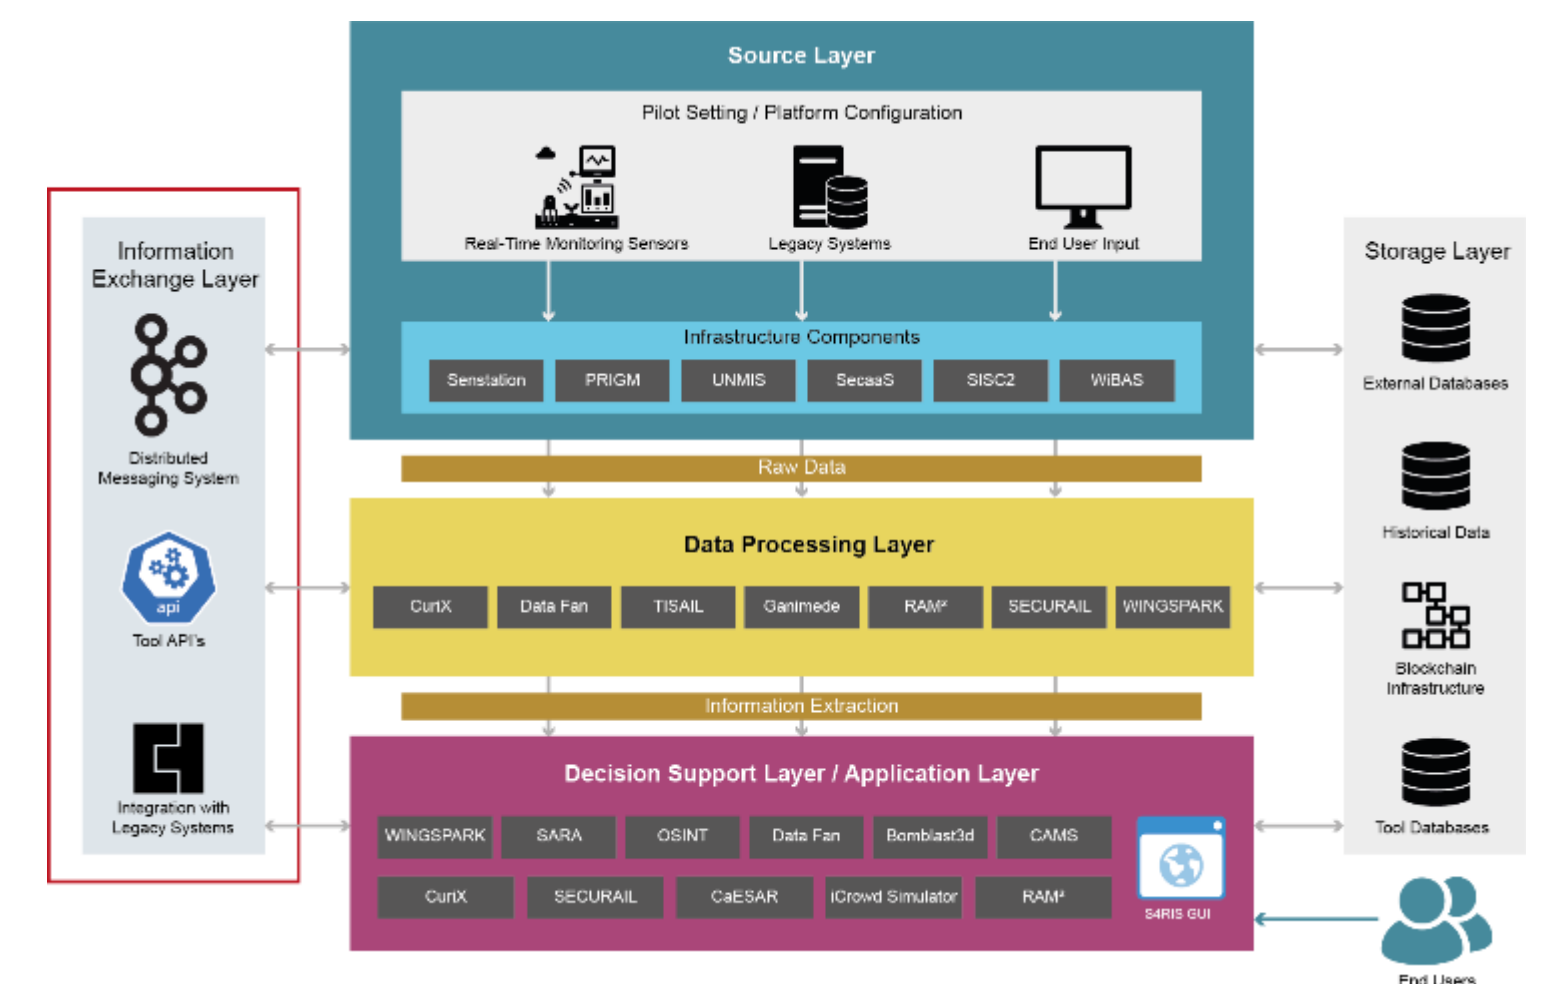 Source Layer
Pilot Setting / Platform Configuration
Real-Time Monitoring Sensors
Legacy Systems
End User Input
Infrastructure Components
Senstation
PRIGM
UNMIS
SecaaS
SISC2
WiBAS
Raw Data
Data Processing Layer
CuriX
Data Fan
TISAIL
Ganimede
RAM²
SECURAIL
WINGSPARK
Information Extraction
Decision Support Layer / Application Layer
WINGSPARK
SARA
OSINT
Data Fan
Bomblast3d
CAMS
CuriX
SECURAIL
CaESAR
iCrowd Simulator
RAM²
S4RIS GUI
Information
Exchange Layer
Distributed
Messaging System
api
Tool API's
Integration with
Legacy Systems
Storage Layer
External Databases
Historical Data
Blockchain
Infrastructure
Tool Databases
End Users